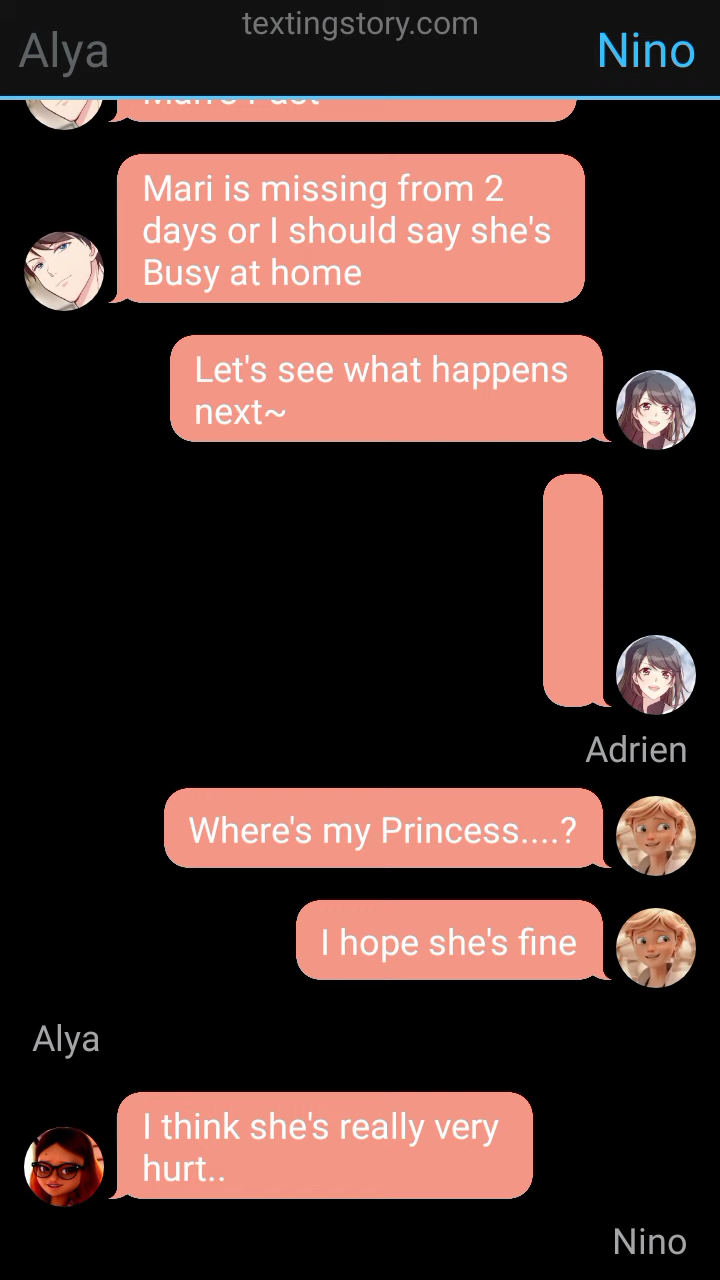 textingstory.com
Alya
Nino
Mari is missing from 2
days or I should say she's
Busy at home
Let's see what happens
next~
Adrien
Where's my Princess....?
I hope she's fine
Alya
I think she's really very
hurt..
Nino